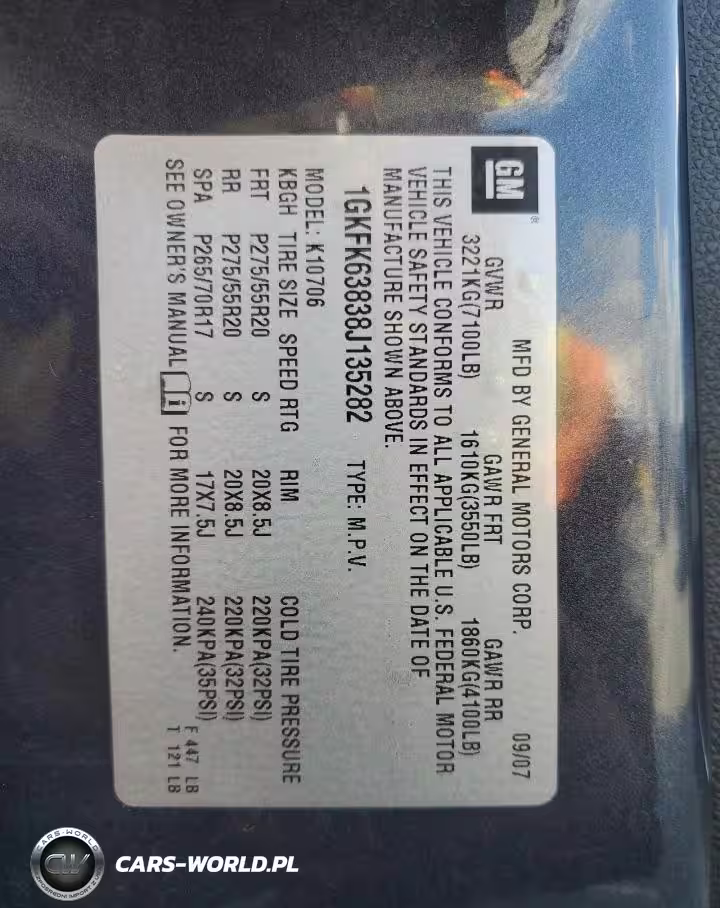 GM ®
MFD BY GENERAL MOTORS CORP. 09/07
GVWR GAWR FRT GAWR RR
3221KG(7100LB) 1610KG(3550LB) 1860KG(4100LB)
THIS VEHICLE CONFORMS TO ALL APPLICABLE U.S. FEDERAL MOTOR
VEHICLE SAFETY STANDARDS IN EFFECT ON THE DATE OF
MANUFACTURE SHOWN ABOVE.
1GKFK63838J135282 TYPE: M.P.V.
MODEL: K10706
KBGH TIRE SIZE SPEED RTG RIM COLD TIRE PRESSURE
FRT P275/55R20 S 20X8.5J 220KPA(32PSI)
RR P275/55R20 S 20X8.5J 220KPA(32PSI)
SPA P265/70R17 S 17X7.5J 240KPA(35PSI)
SEE OWNER'S MANUAL i FOR MORE INFORMATION.
F 447 LB
T 121 LB
CARS-WORLD
CW
CARS-WORLD.PL